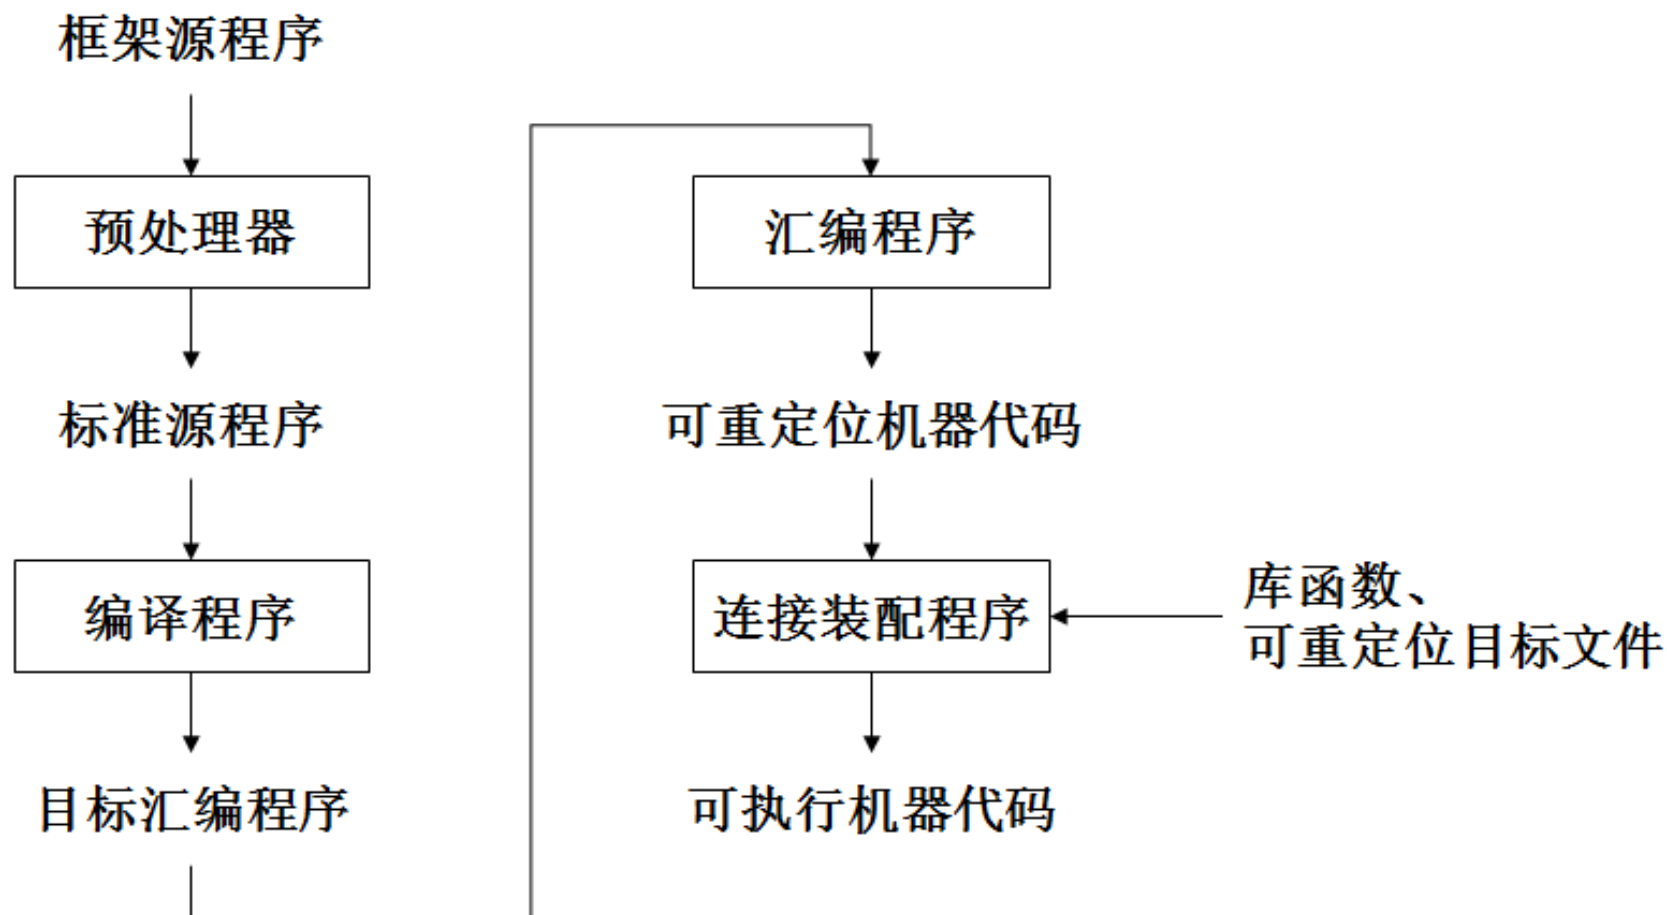 框架源程序
预处理器
标准源程序
编译程序
目标汇编程序
汇编程序
可重定位机器代码
连接装配程序
库函数、
可重定位目标文件
可执行机器代码